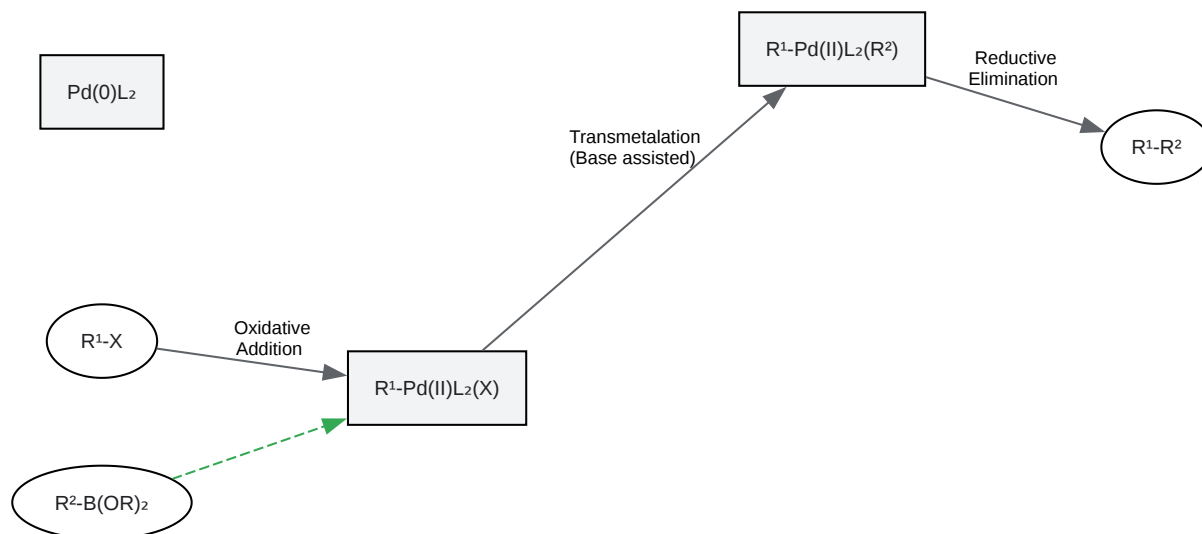 R¹-Pd(II)L₂(R²)
Reductive
Elimination
Pd(0)L₂
Transmetalation
(Base assisted)
R¹-R²
Oxidative
Addition
R¹-X
R¹-Pd(II)L₂(X)
R²-B(OR)₂